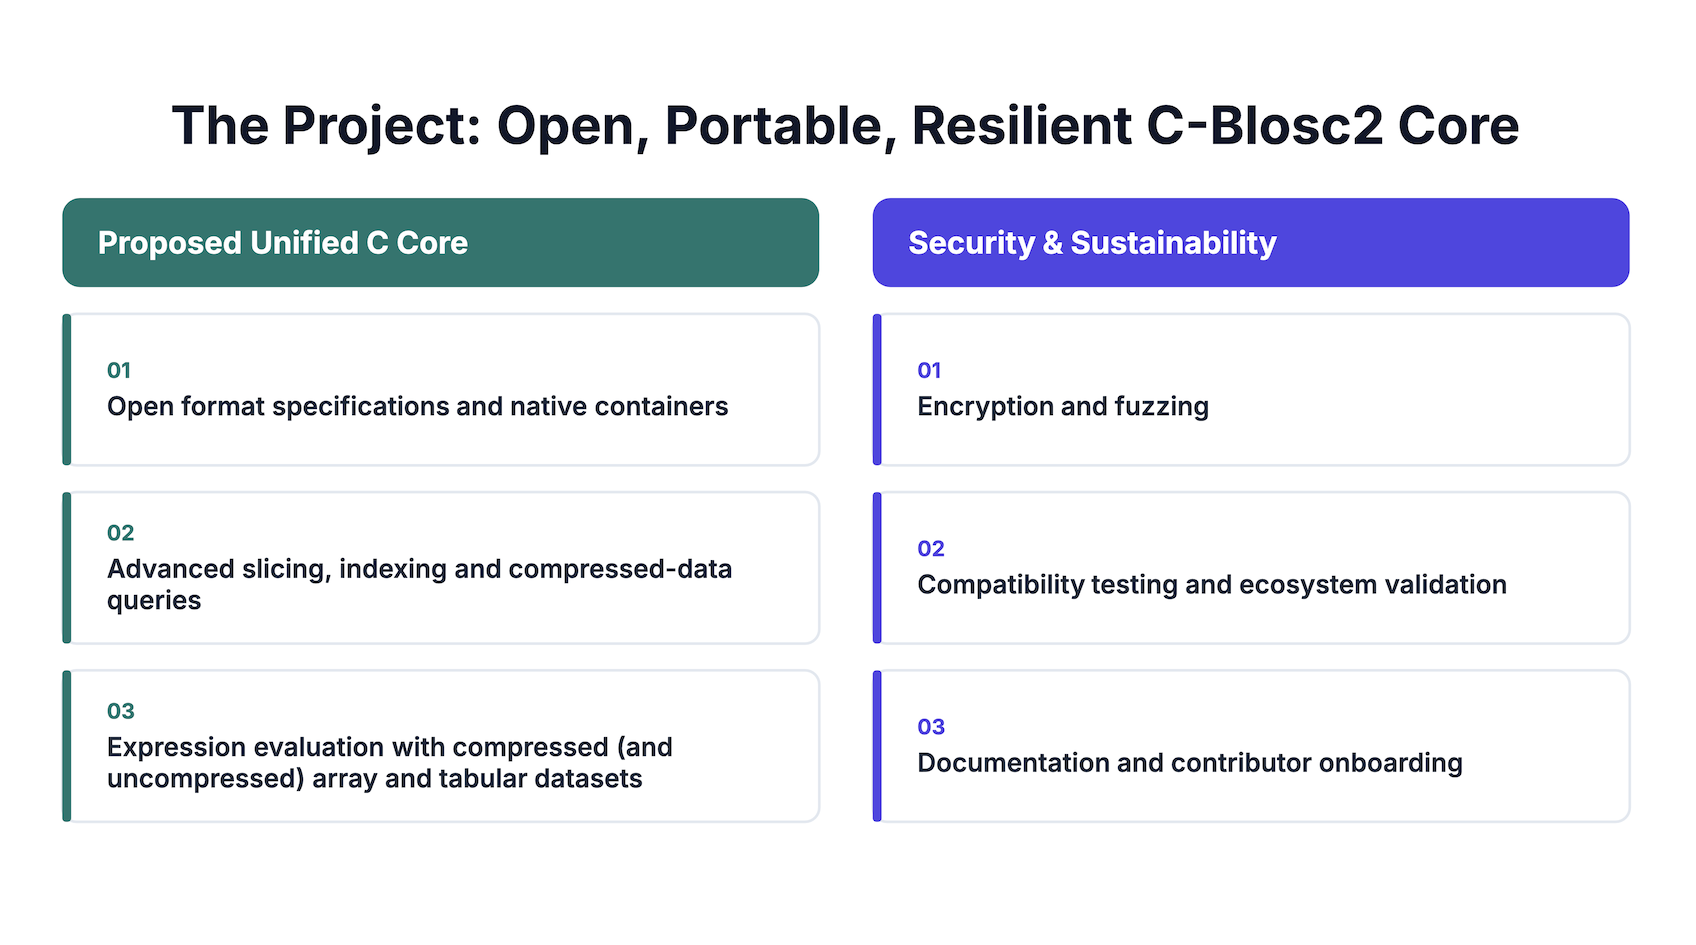 The Project: Open, Portable, Resilient C-Blosc2 Core
Proposed Unified C Core
01
Open format specifications and native containers
02
Advanced slicing, indexing and compressed-data
queries
03
Expression evaluation with compressed (and
uncompressed) array and tabular datasets
Security & Sustainability
01
Encryption and fuzzing
02
Compatibility testing and ecosystem validation
03
Documentation and contributor onboarding